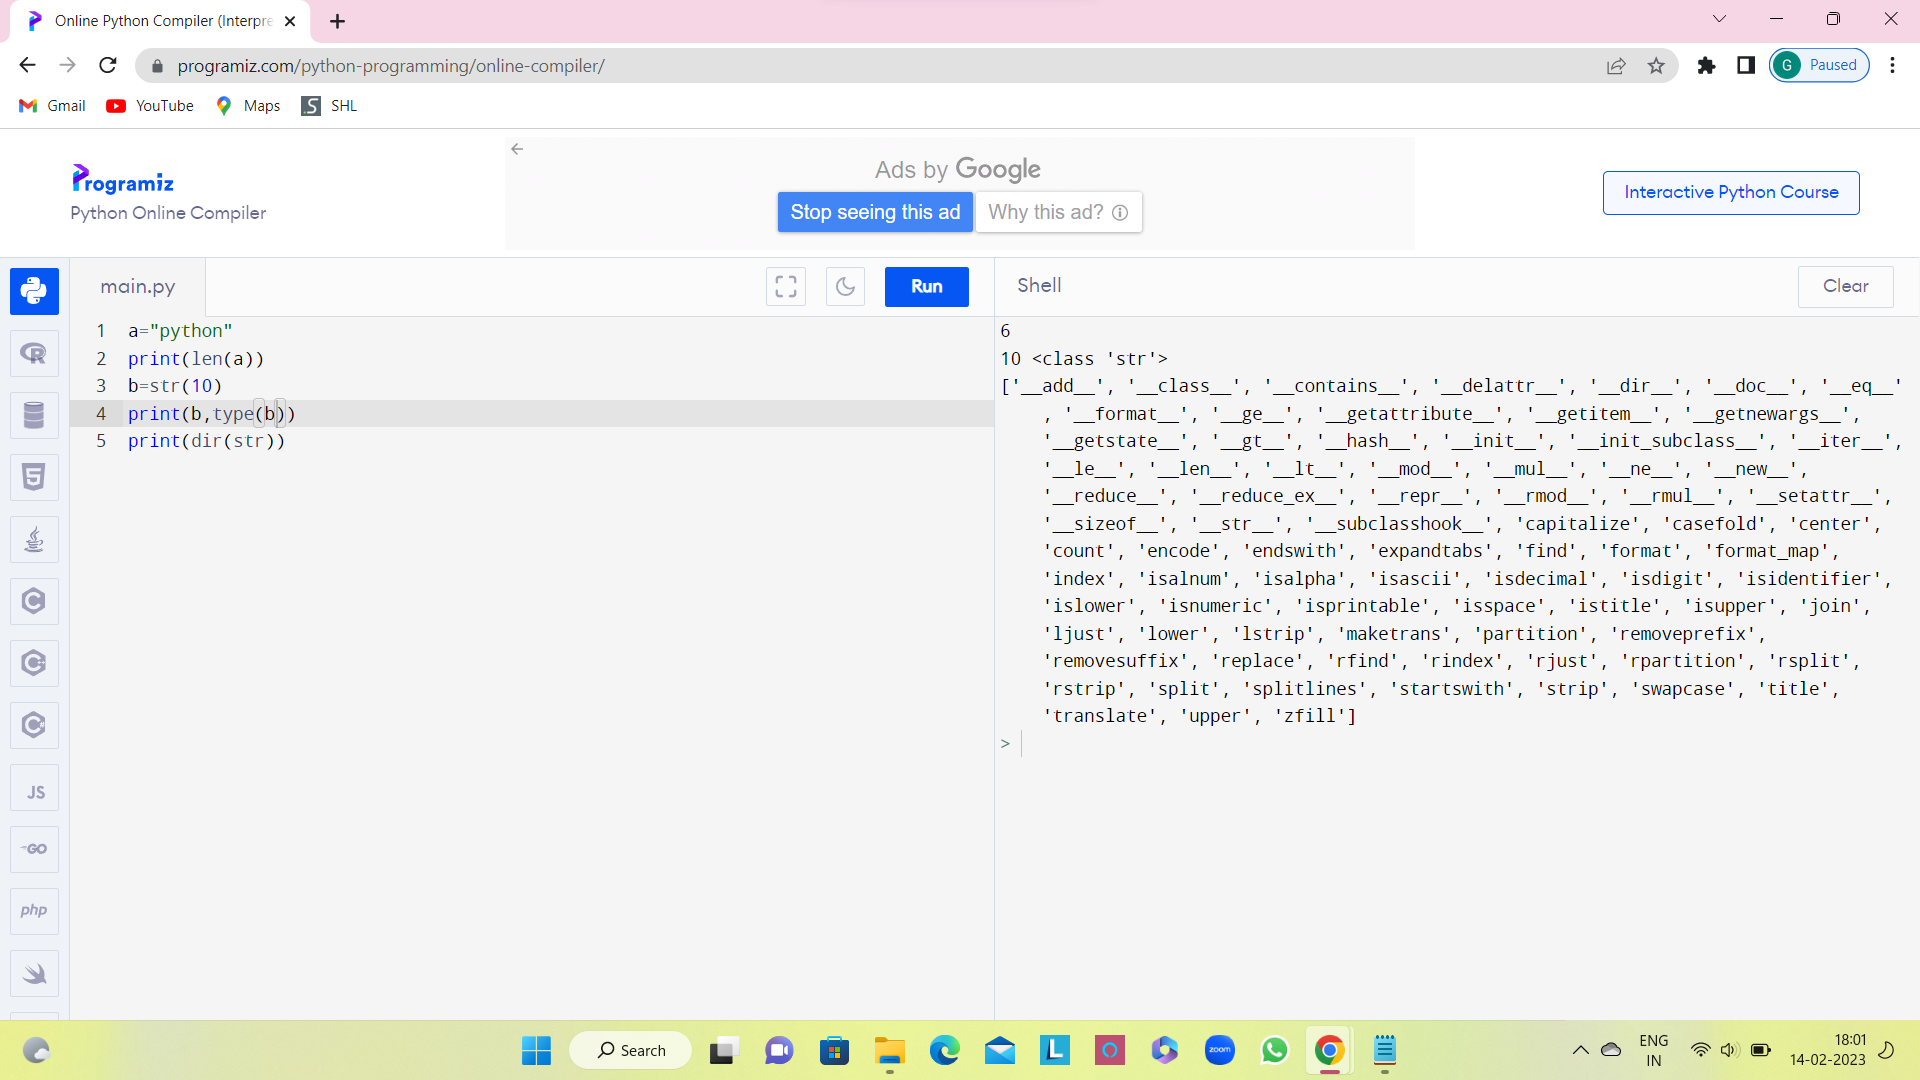 Online Python Compiler (Interpre
programiz.com/python-programming/online-compiler/
G Paused
Gmail YouTube Maps S SHL
Programiz
Python Online Compiler
Ads by Google
Stop seeing this ad Why this ad?
Interactive Python Course
main.py
Run
Shell
Clear
1 a="python"
2 print(len(a))
3 b=str(10)
4 print(b,type(b))
5 print(dir(str))
6
10 <class 'str'>
['__add__', '__class__', '__contains__', '__delattr__', '__dir__', '__doc__', '__eq__'
, '__format__', '__ge__', '__getattribute__', '__getitem__', '__getnewargs__',
'__getstate__', '__gt__', '__hash__', '__init__', '__init_subclass__', '__iter__',
'__le__', '__len__', '__lt__', '__mod__', '__mul__', '__ne__', '__new__',
'__reduce__', '__reduce_ex__', '__repr__', '__rmod__', '__rmul__', '__setattr__',
'__sizeof__', '__str__', '__subclasshook__', 'capitalize', 'casefold', 'center',
'count', 'encode', 'endswith', 'expandtabs', 'find', 'format', 'format_map',
'index', 'isalnum', 'isalpha', 'isascii', 'isdecimal', 'isdigit', 'isidentifier',
'islower', 'isnumeric', 'isprintable', 'isspace', 'istitle', 'isupper', 'join',
'ljust', 'lower', 'lstrip', 'maketrans', 'partition', 'removeprefix',
'removesuffix', 'replace', 'rfind', 'rindex', 'rjust', 'rpartition', 'rsplit',
'rstrip', 'split', 'splitlines', 'startswith', 'strip', 'swapcase', 'title',
'translate', 'upper', 'zfill']
>
R
5
C
C++
C#
JS
GO
php
Search
L
zoom
ENG
IN
18:01
14-02-2023